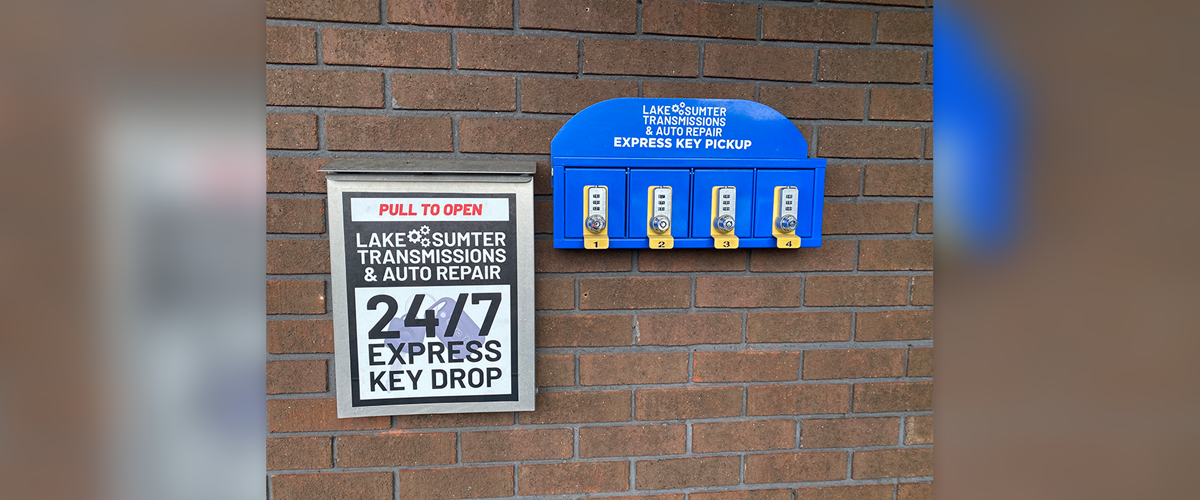 PULL TO OPEN
LAKE SUMTER
TRANSMISSIONS
& AUTO REPAIR
24/7
EXPRESS
KEY DROP
LAKE SUMTER
TRANSMISSIONS
& AUTO REPAIR
EXPRESS KEY PICKUP
1 2 3 4